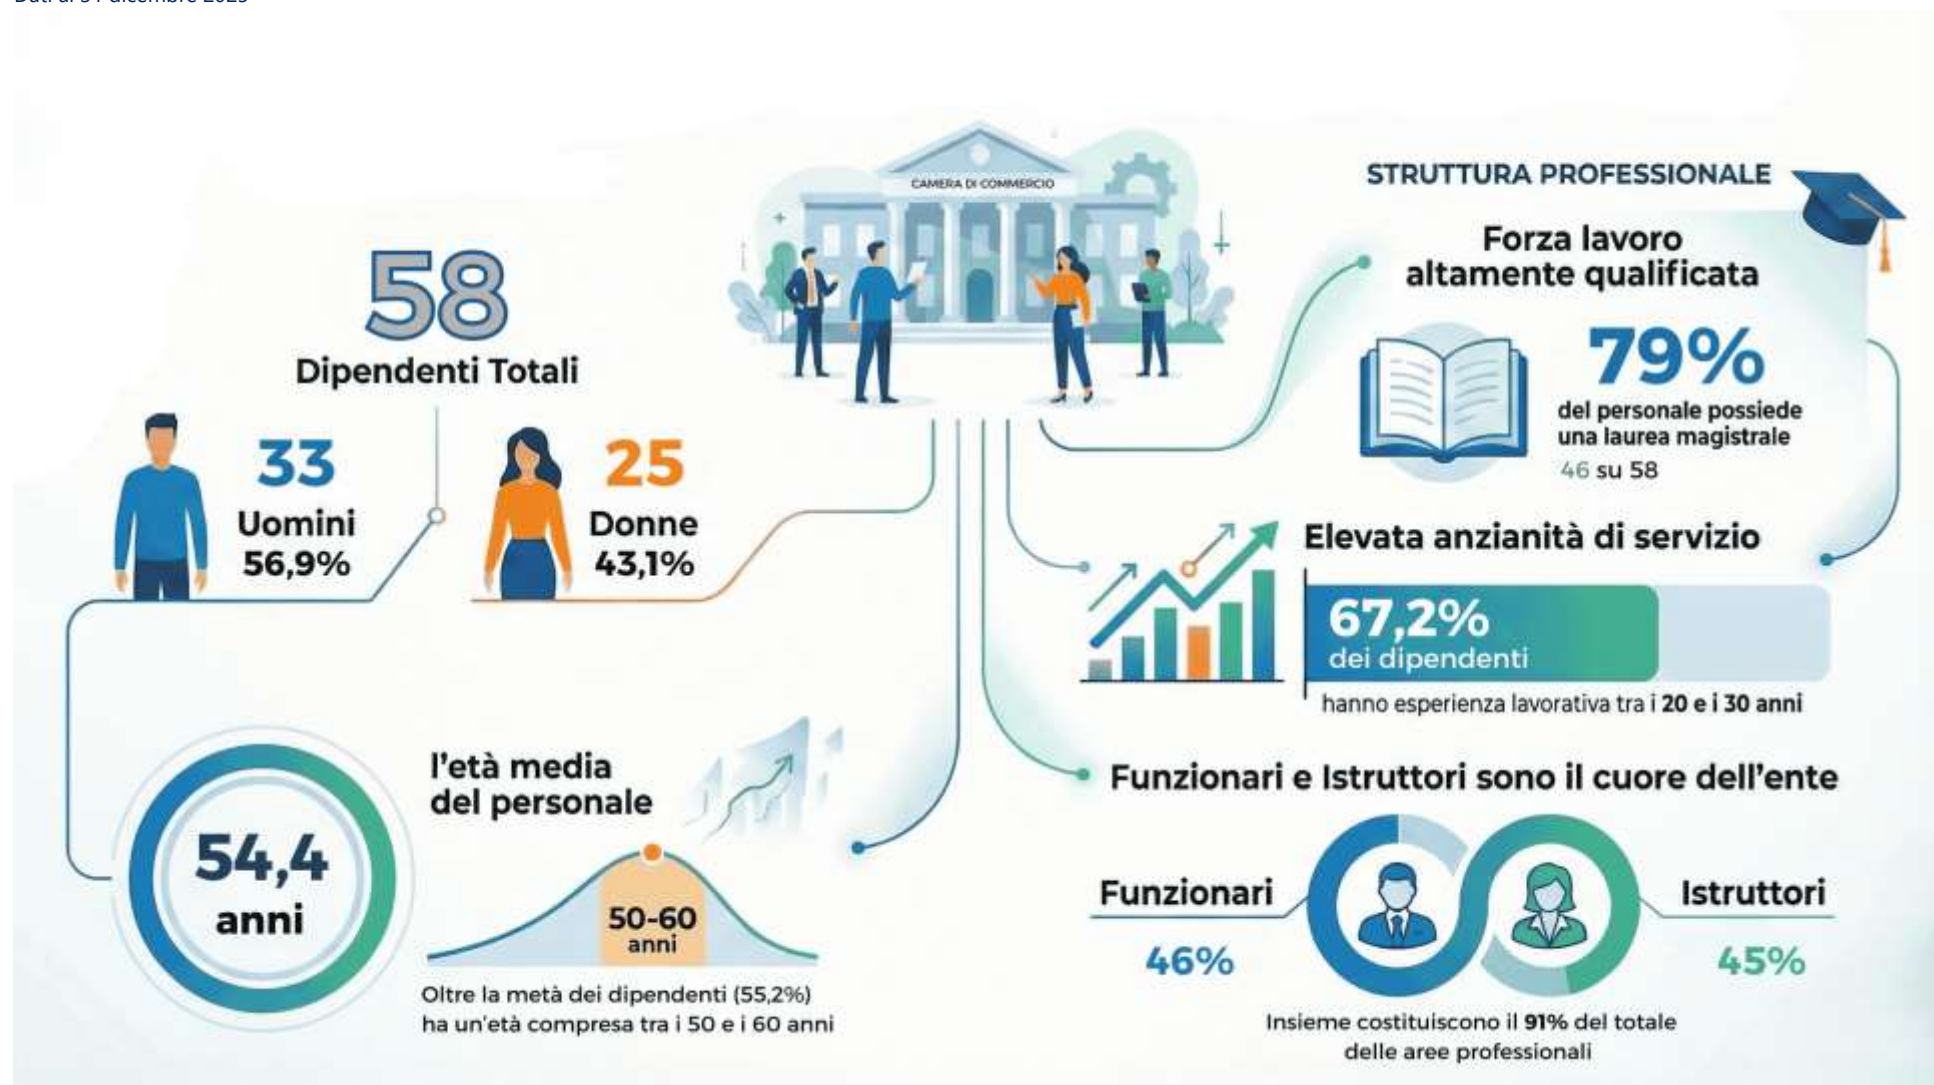 CAMERA DI COMMERCIO
58
Dipendenti Totali
33
Uomini
56,9%
25
Donne
43,1%
54,4
anni
l'età media
del personale
50-60
anni
Oltre la metà dei dipendenti (55,2%)
ha un'età compresa tra i 50 e i 60 anni
STRUTTURA PROFESSIONALE
Forza lavoro
altamente qualificata
79%
del personale possiede
una laurea magistrale
46 su 58
Elevata anzianità di servizio
67,2%
dei dipendenti
hanno esperienza lavorativa tra i 20 e i 30 anni
Funzionari e Istruttori sono il cuore dell'ente
Funzionari
46%
Istruttori
45%
Insieme costituiscono il 91% del totale
delle aree professionali